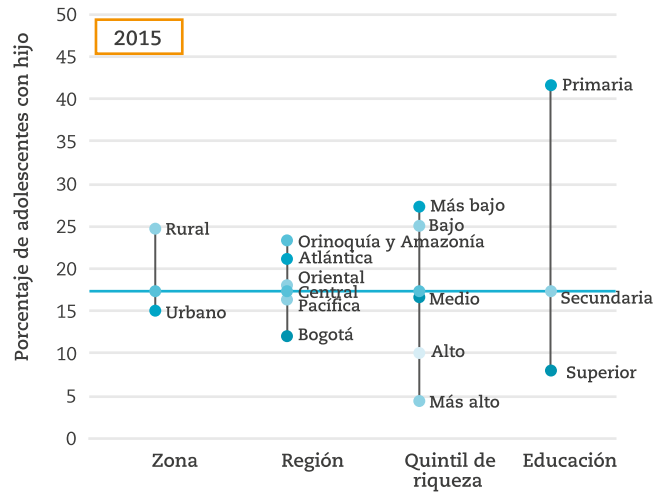 Porcentaje de adolescentes con hijo
2015
50
45
40
35
30
25
20
15
10
5
0
Rural
Urbano
Orinoquía y Amazonía
Atlántica
Oriental
Central
Pacífica
Bogotá
Más bajo
Bajo
Medio
Alto
Más alto
Primaria
Secundaria
Superior
Zona
Región
Quintil de
riqueza
Educación